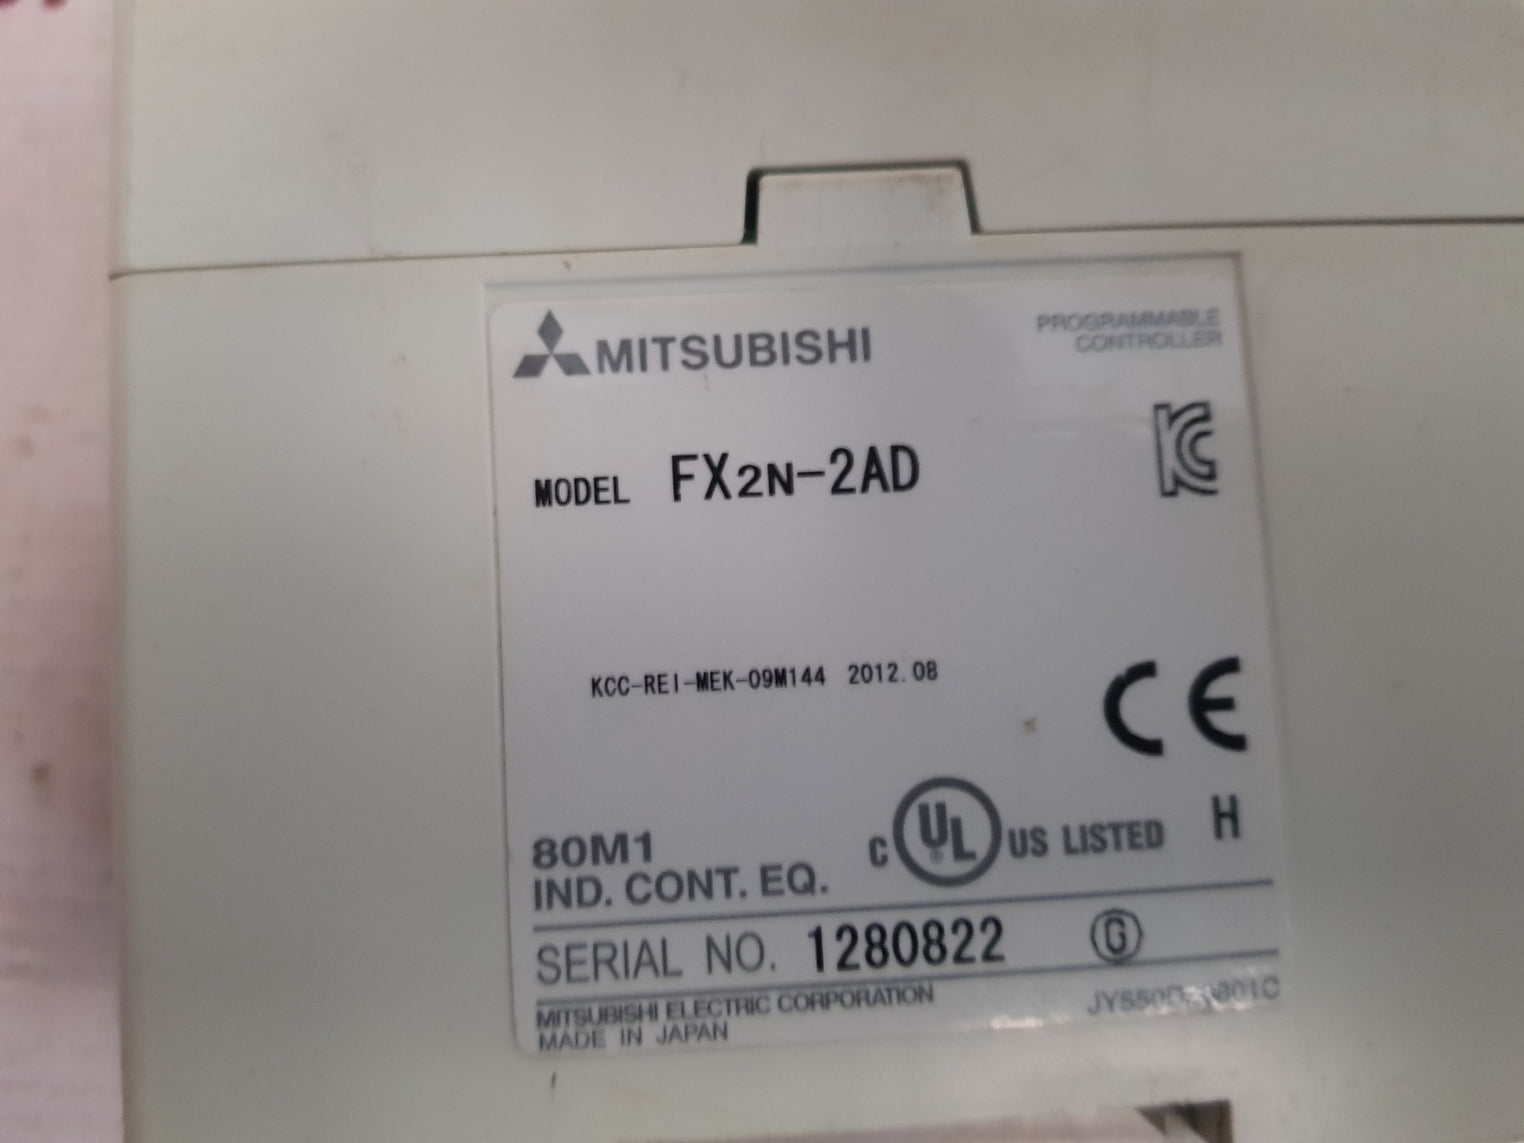 MITSUBISHI
PROGRAMMABLE
CONTROLLER
MODEL FX2N-2AD
KCC-REI-MEK-09M144 2012.08
CE
80M1
IND. CONT. EQ.
C UL ® US LISTED H
SERIAL NO. 1280822 G
MITSUBISHI ELECTRIC CORPORATION
MADE IN JAPAN